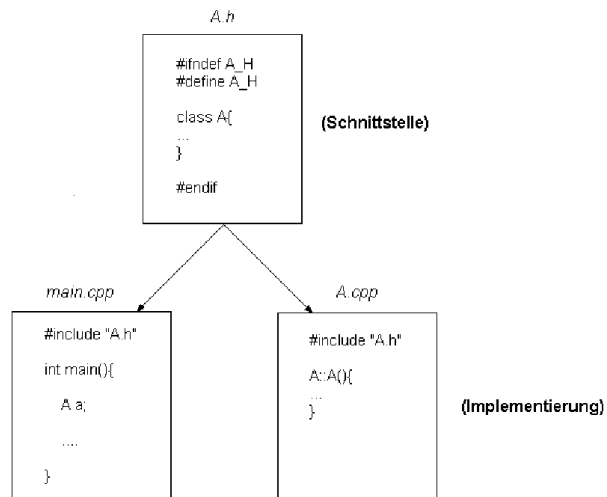 A.h
#ifndef A_H
#define A_H
class A{
...
}
#endif
(Schnittstelle)
main.cpp
#include "A.h"
int main(){
A a;
....
}
A.cpp
#include "A.h"
A::A(){
...
}
(Implementierung)